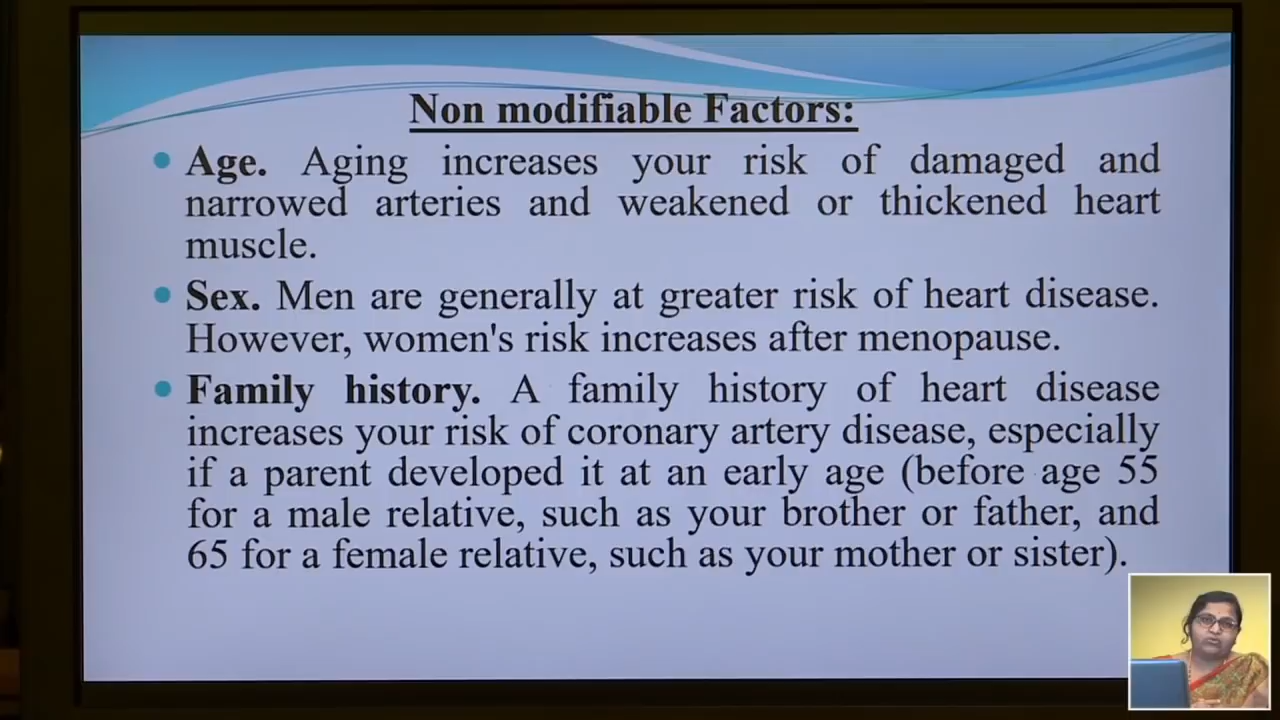 Non modifiable Factors:
• Age. Aging increases your risk of damaged and
narrowed arteries and weakened or thickened heart
muscle.
• Sex. Men are generally at greater risk of heart disease.
However, women's risk increases after menopause.
• Family history. A family history of heart disease
increases your risk of coronary artery disease, especially
if a parent developed it at an early age (before age 55
for a male relative, such as your brother or father, and
65 for a female relative, such as your mother or sister).